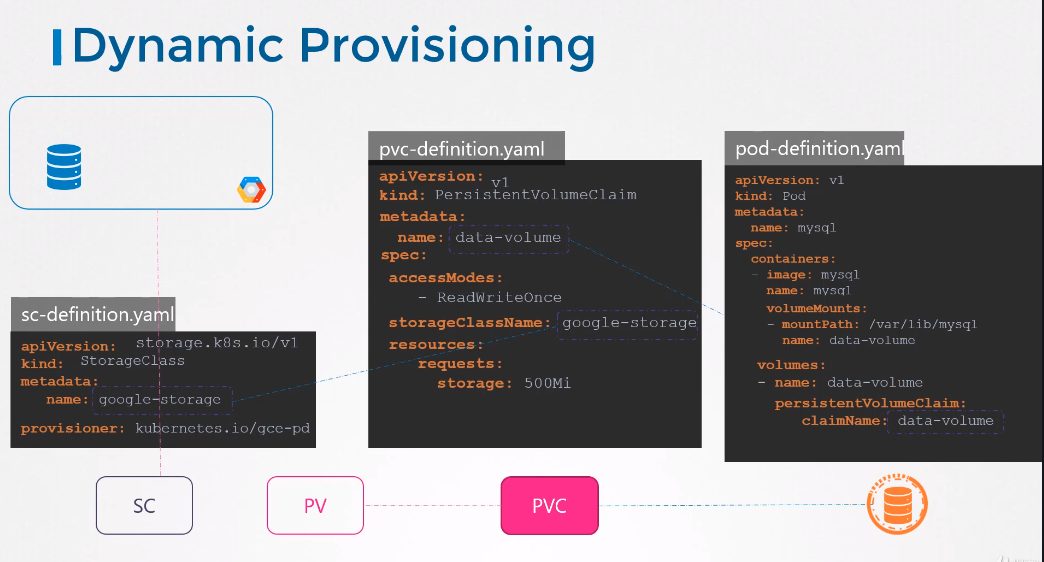 Dynamic Provisioning
sc-definition.yaml
apiVersion: storage.k8s.io/v1
kind: StorageClass
metadata:
name: google-storage
provisioner: kubernetes.io/gce-pd
pvc-definition.yaml
apiVersion: v1
kind: PersistentVolumeClaim
metadata:
name: data-volume
spec:
accessModes:
- ReadWriteOnce
storageClassName: google-storage
resources:
requests:
storage: 500Mi
pod-definition.yaml
apiVersion: v1
kind: Pod
metadata:
name: mysql
spec:
containers:
- image: mysql
name: mysql
volumeMounts:
- mountPath: /var/lib/mysql
name: data-volume
volumes:
- name: data-volume
persistentVolumeClaim:
claimName: data-volume
SC
PV
PVC